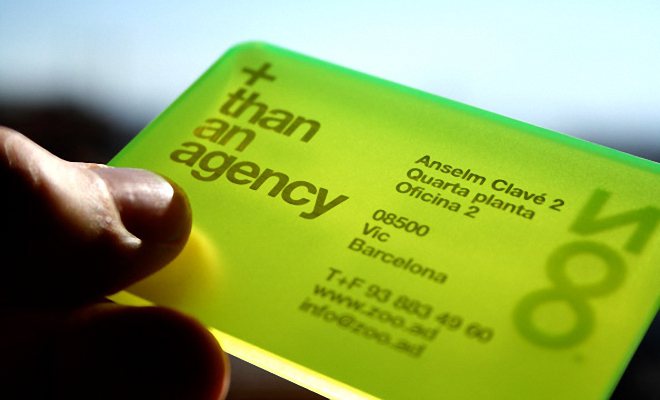 +
than
an
agency
Anselm Clavé 2
Quarta planta
Oficina 2
08500
Vic
Barcelona
T+F 93 883 49 60
www.zoo.ad
info@zoo.ad
zoo